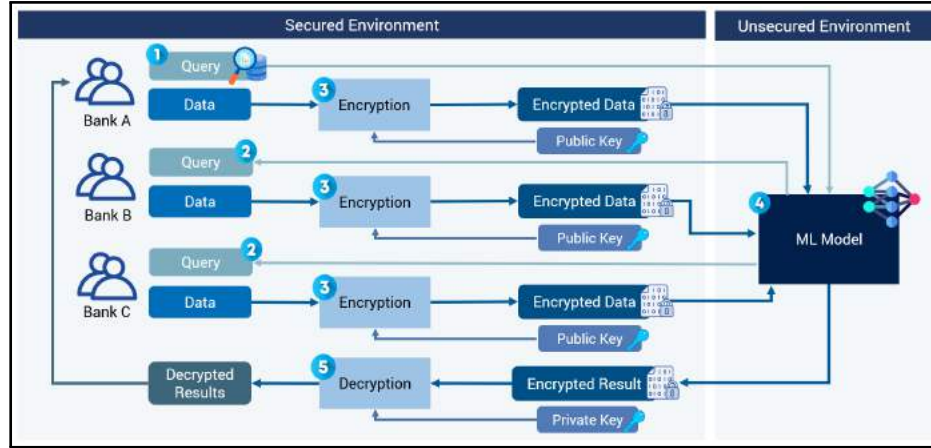 Secured Environment
Unsecured Environment
1
Query
Data
3
Encryption
Encrypted Data
Public Key
Bank A
2
Query
Data
3
Encryption
Encrypted Data
Public Key
Bank B
4
ML Model
2
Query
Data
3
Encryption
Encrypted Data
Public Key
Bank C
Decrypted
Results
5
Decryption
Encrypted Result
Private Key